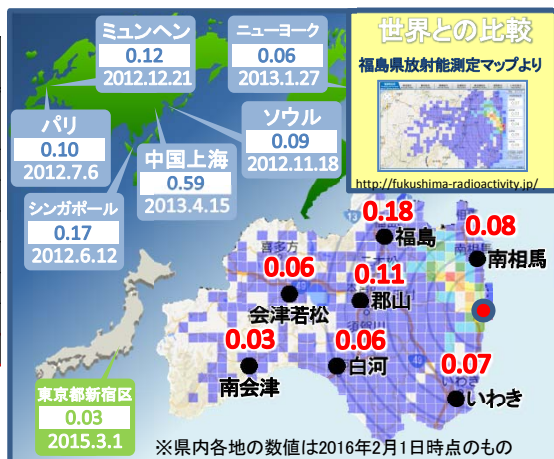 ミュンヘン
0.12
2012.12.21
ニューヨーク
0.06
2013.1.27
世界との比較
福島県放射能測定マップより
http://fukushima-radioactivity.jp/
パリ
0.10
2012.7.6
ソウル
0.09
2012.11.18
中国上海
0.59
2013.4.15
シンガポール
0.17
2012.6.12
0.18
福島
0.08
南相馬
南相馬
喜多方
0.06
会津若松
0.11
郡山
0.03
南会津
0.06
白河
0.07
いわき
いわき
49
東京都新宿区
0.03
2015.3.1
※県内各地の数値は2016年2月1日時点のもの